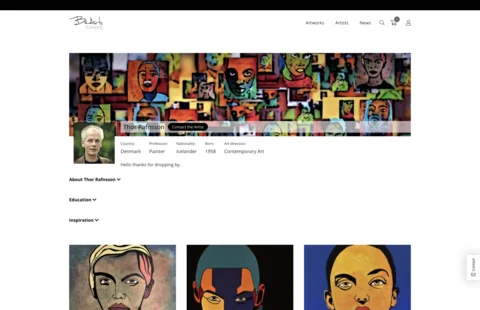 Artworks Artists News
Thor Rafnsson Contact the Artist
Country: Profession: Nationality: Born: Art direction:
Denmark Painter Icelander 1958 Contemporary Art
Hello thanks for dropping by.
About Thor Rafnsson
Education
Inspiration
Contact